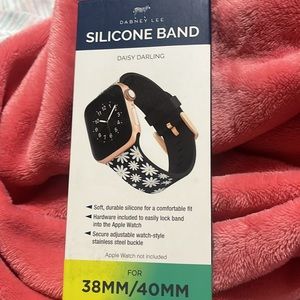 DABNEY LEE
SILICONE BAND
DAISY DARLING
Soft, durable silicone for a comfortable fit
Hardware included to easily lock band
into the Apple Watch
Secure adjustable watch-style
stainless steel buckle
Apple Watch not included
FOR
38MM/40MM